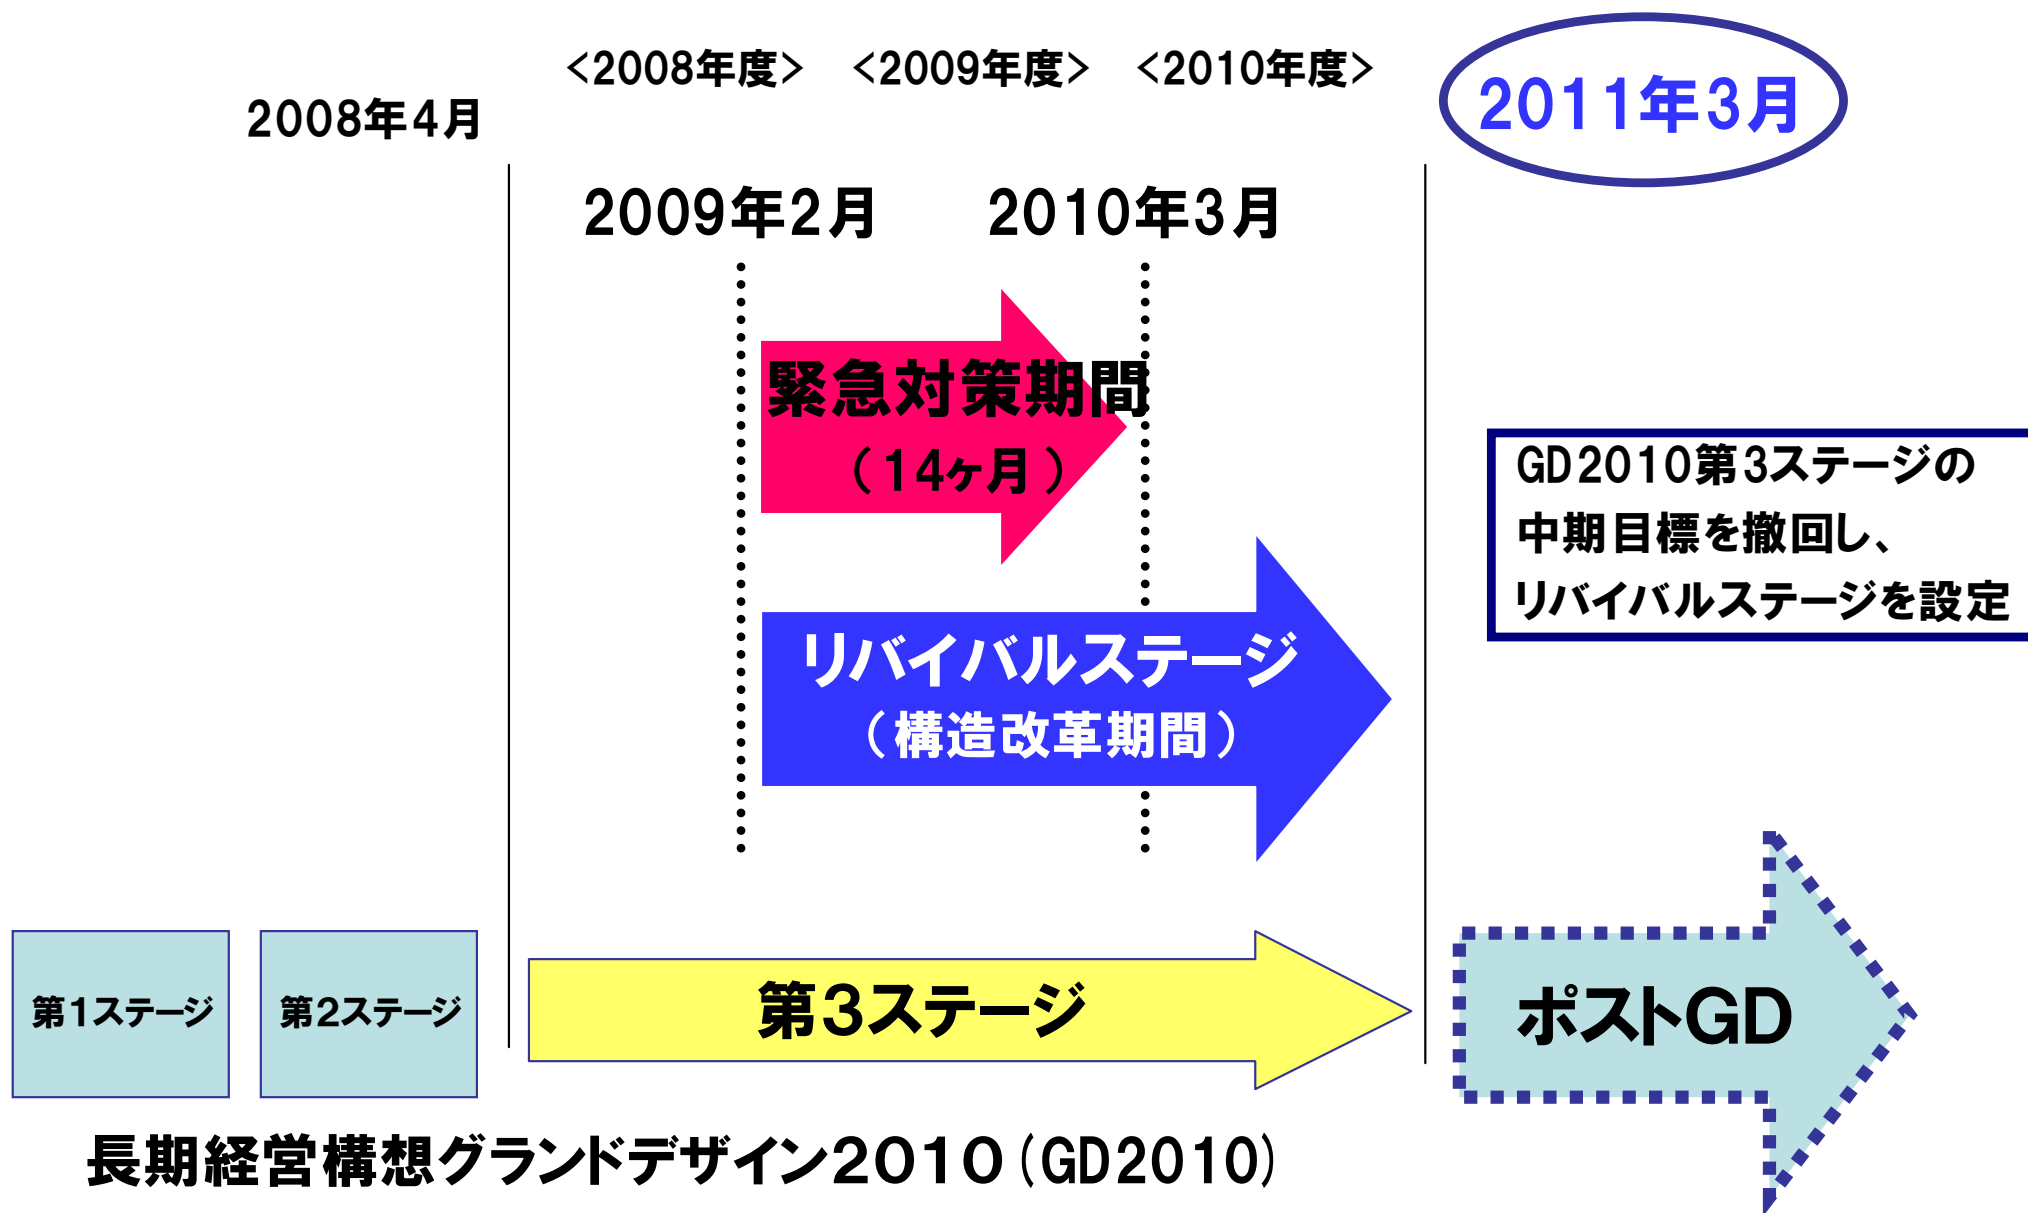 <2008年度> <2009年度> <2010年度>
2011年3月
2008年4月
2009年2月 2010年3月
緊急対策期間
（14ヶ月）
GD2010第3ステージの
中期目標を撤回し、
リバイバルステージを設定
リバイバルステージ
（構造改革期間）
第1ステージ 第2ステージ 第3ステージ ポストGD
長期経営構想グランドデザイン2010（GD2010）